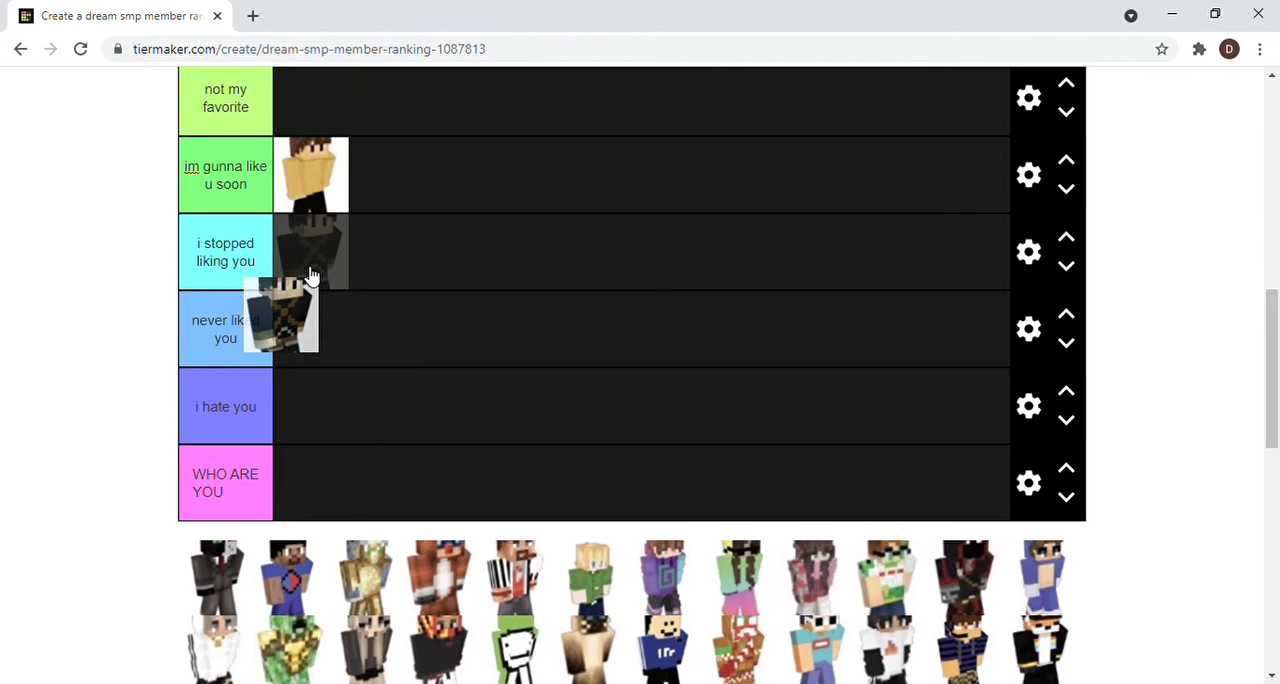 Create a dream smp member ran
tiermaker.com/create/dream-smp-member-ranking-1087813
D
not my
favorite
im gunna like
u soon
i stopped
liking you
never liked
you
i hate you
WHO ARE
YOU